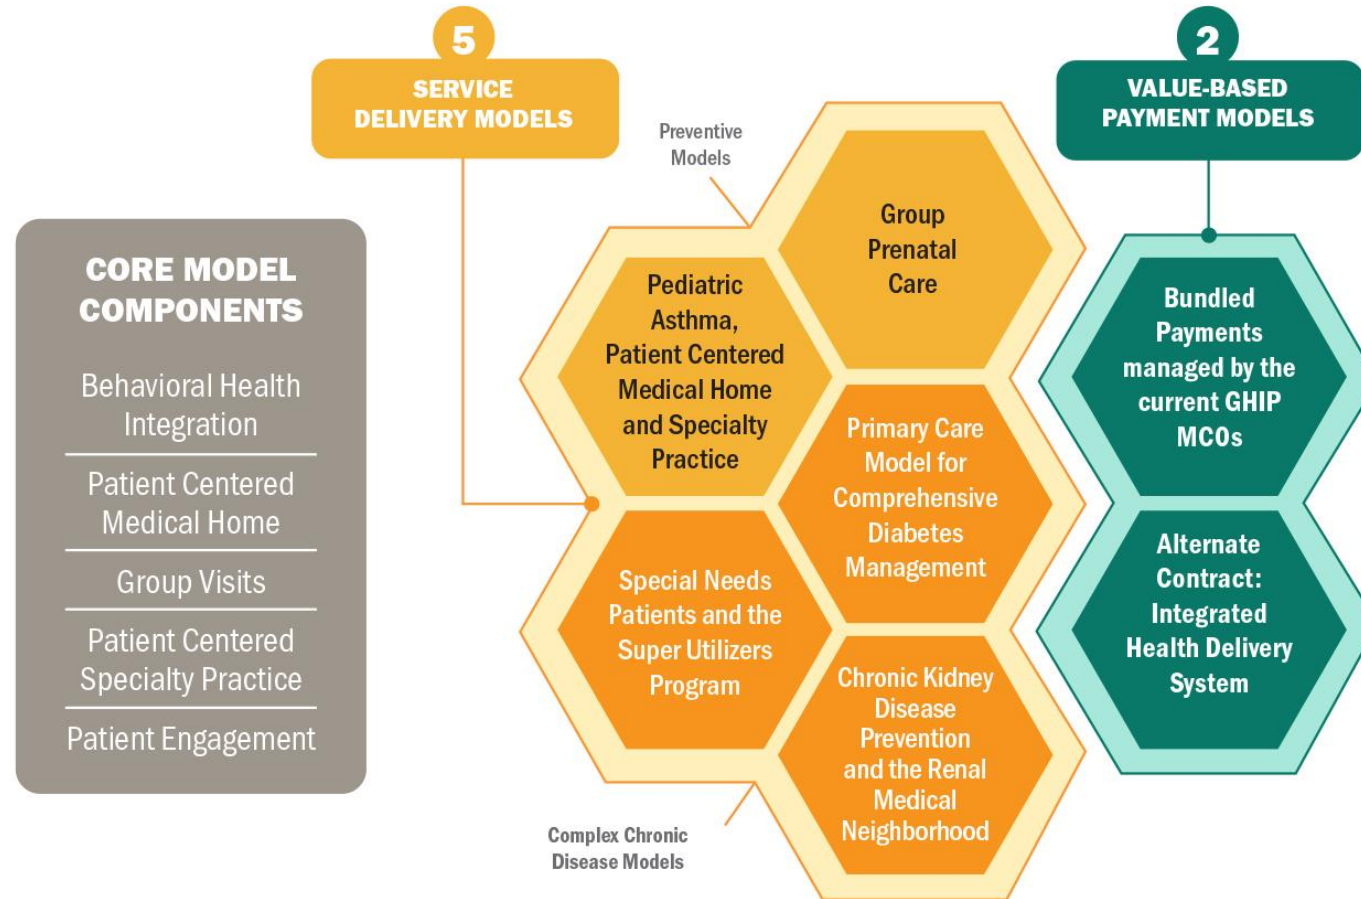 5
SERVICE
DELIVERY MODELS
2
VALUE-BASED
PAYMENT MODELS
CORE MODEL
COMPONENTS
Behavioral Health
Integration
Patient Centered
Medical Home
Group Visits
Patient Centered
Specialty Practice
Patient Engagement
Preventive
Models
Group
Prenatal
Care
Pediatric
Asthma,
Patient Centered
Medical Home
and Specialty
Practice
Primary Care
Model for
Comprehensive
Diabetes
Management
Special Needs
Patients and the
Super Utilizers
Program
Chronic Kidney
Disease
Prevention
and the Renal
Medical
Neighborhood
Complex Chronic
Disease Models
Bundled
Payments
managed by the
current GHIP
MCOs
Alternate
Contract:
Integrated
Health Delivery
System